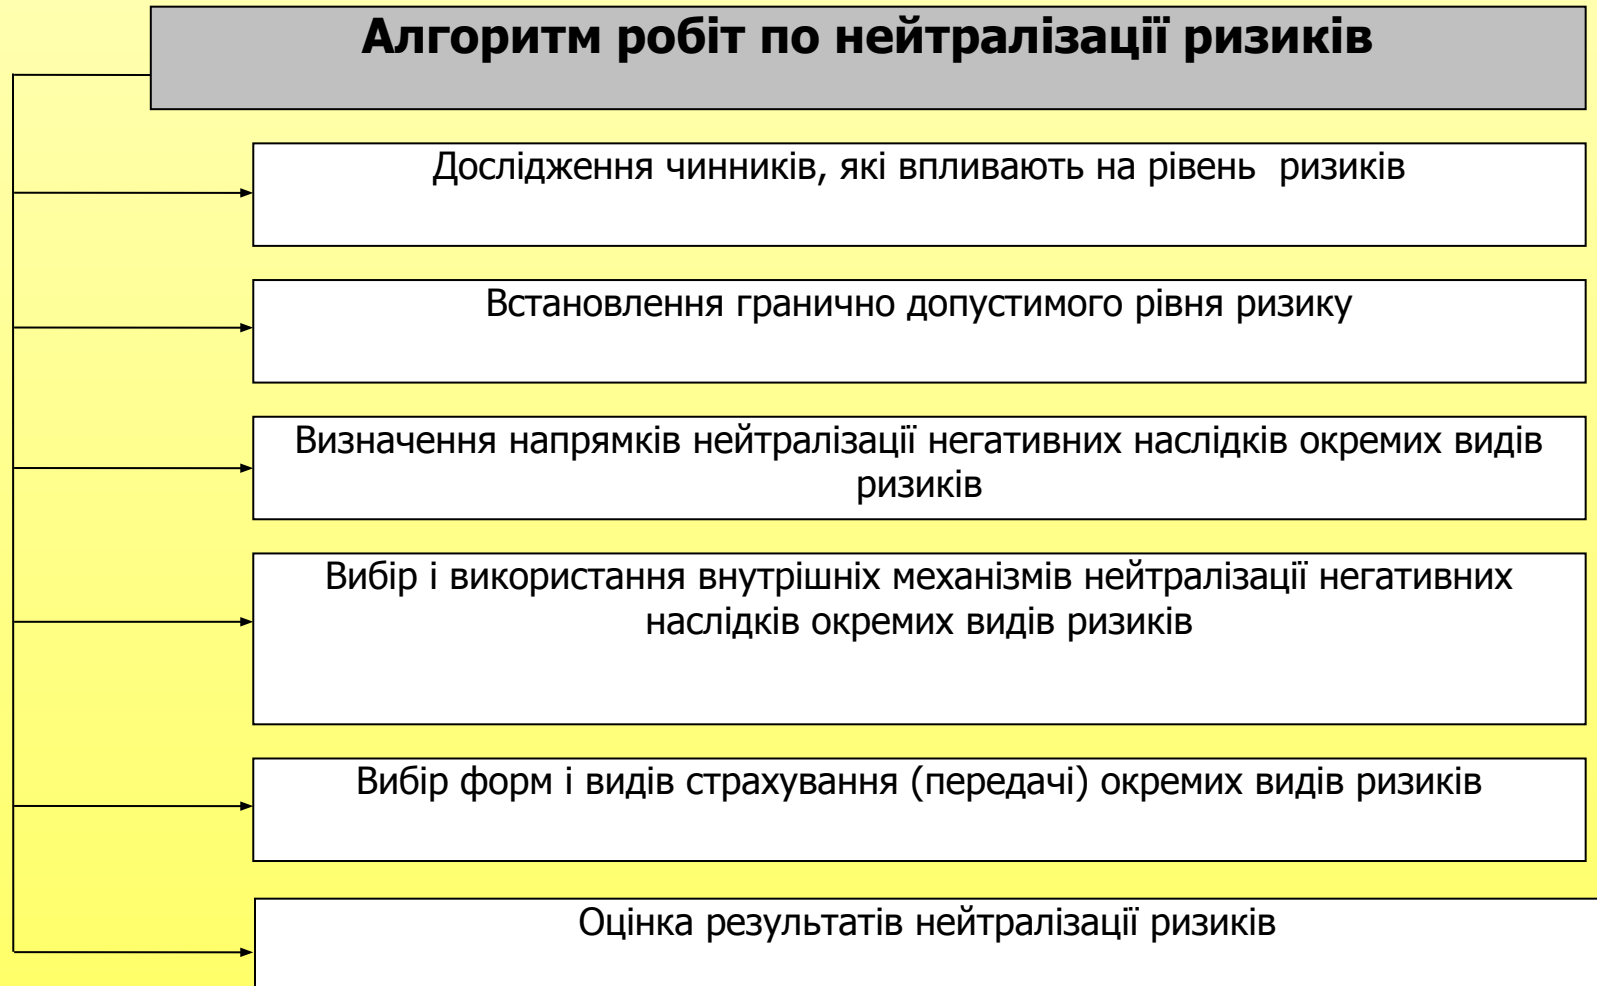 Алгоритм робіт по нейтралізації ризиків
Дослідження чинників, які впливають на рівень ризиків
Встановлення гранично допустимого рівня ризику
Визначення напрямків нейтралізації негативних наслідків окремих видів
ризиків
Вибір і використання внутрішніх механізмів нейтралізації негативних
наслідків окремих видів ризиків
Вибір форм і видів страхування (передачі) окремих видів ризиків
Оцінка результатів нейтралізації ризиків